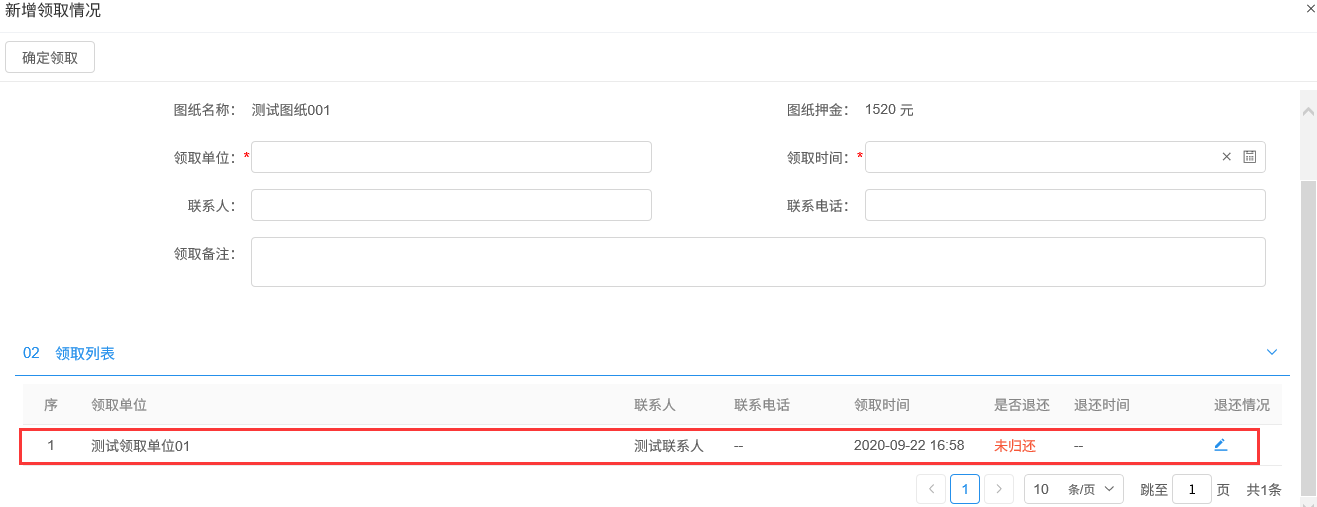 新增领取情况
确定领取
图纸名称： 测试图纸001 图纸押金： 1520 元
领取单位：* 领取时间：*
联系人： 联系电话：
领取备注：
02 领取列表
序 领取单位 联系人 联系电话 领取时间 是否退还 退还时间 退还情况
1 测试领取单位01 测试联系人 -- 2020-09-22 16:58 未归还 --
1 10 条/页 跳至 1 页 共1条